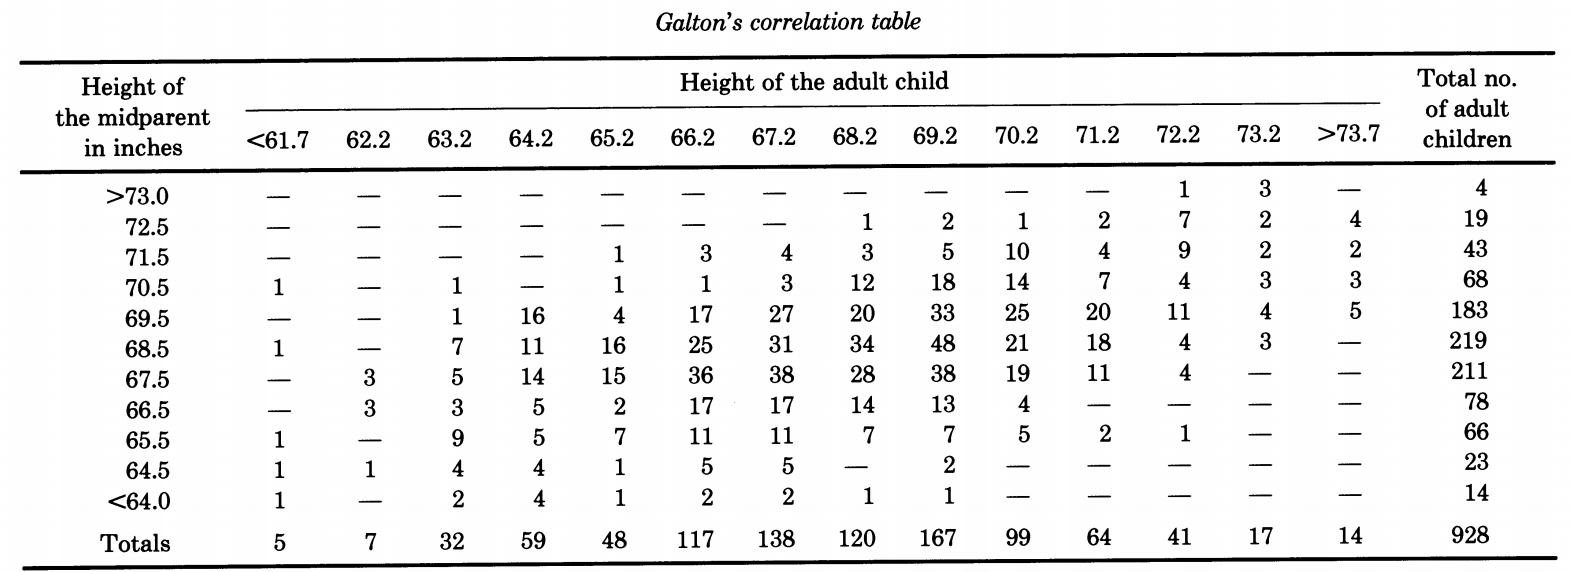 Galton's correlation table
Height of the midparent in inches Height of the adult child Total no. of adult children
<61.7 62.2 63.2 64.2 65.2 66.2 67.2 68.2 69.2 70.2 71.2 72.2 73.2 >73.7
>73.0 — — — — — — — — — — — 1 3 — 4
72.5 — — — — — — — 1 2 1 2 7 2 4 19
71.5 — — — — 1 3 4 3 5 10 4 9 2 2 43
70.5 1 — 1 — 1 1 3 12 18 14 7 4 3 3 68
69.5 — — 1 16 4 17 27 20 33 25 20 11 4 5 183
68.5 1 — 7 11 16 25 31 34 48 21 18 4 3 — 219
67.5 — 3 5 14 15 36 38 28 38 19 11 4 — — 211
66.5 — 3 3 5 2 17 17 14 13 4 — — — — 78
65.5 1 — 9 5 7 11 11 7 7 5 2 1 — — 66
64.5 1 1 4 4 1 5 5 — 2 — — — — — 23
<64.0 1 — 2 4 1 2 2 1 1 — — — — — 14
Totals 5 7 32 59 48 117 138 120 167 99 64 41 17 14 928